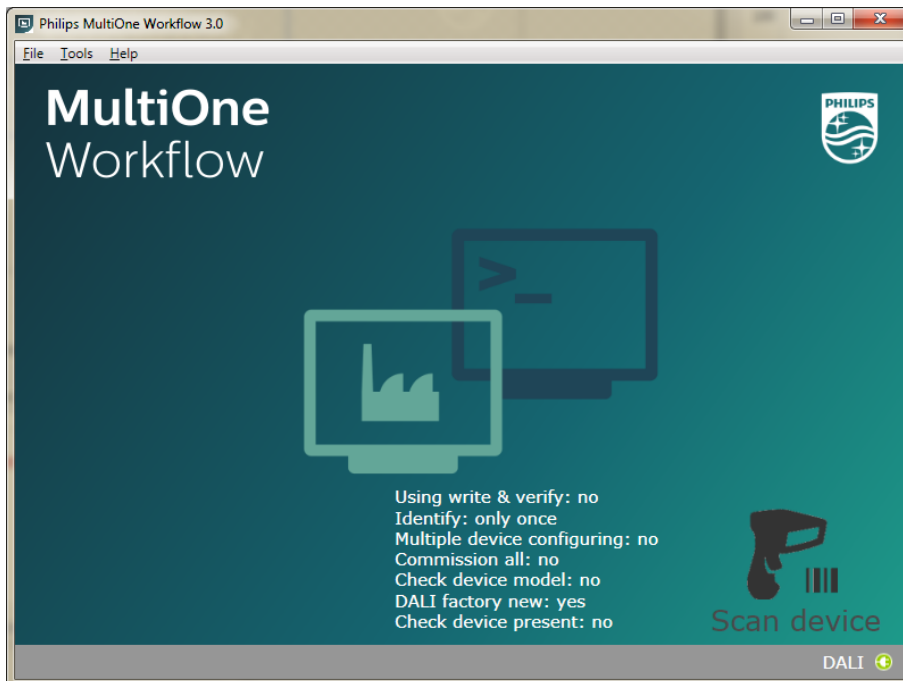 Philips MultiOne Workflow 3.0
File Tools Help
MultiOne
Workflow
PHILIPS
>_
Using write & verify: no
Identify: only once
Multiple device configuring: no
Commission all: no
Check device model: no
DALI factory new: yes
Check device present: no
Scan device
DALI